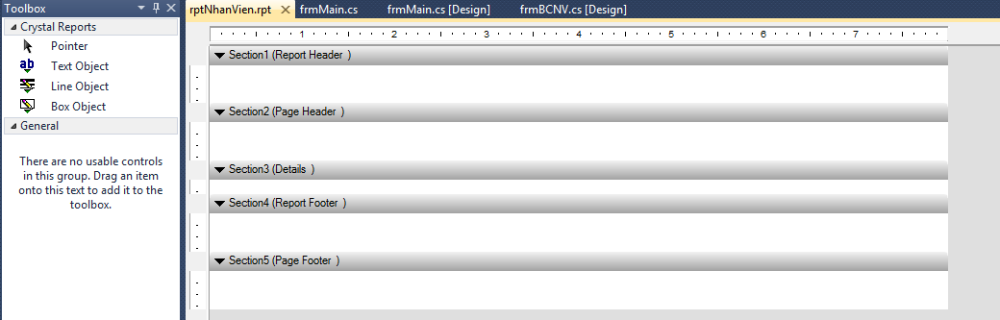 Toolbox
Crystal Reports
Pointer
ab Text Object
Line Object
Box Object
General
There are no usable controls
in this group. Drag an item
onto this text to add it to the
toolbox.
rptNhanVien.rpt frmMain.cs frmMain.cs [Design] frmBCNV.cs [Design]
1 2 3 4 5 6 7
Section1 (Report Header )
Section2 (Page Header )
Section3 (Details )
Section4 (Report Footer )
Section5 (Page Footer )